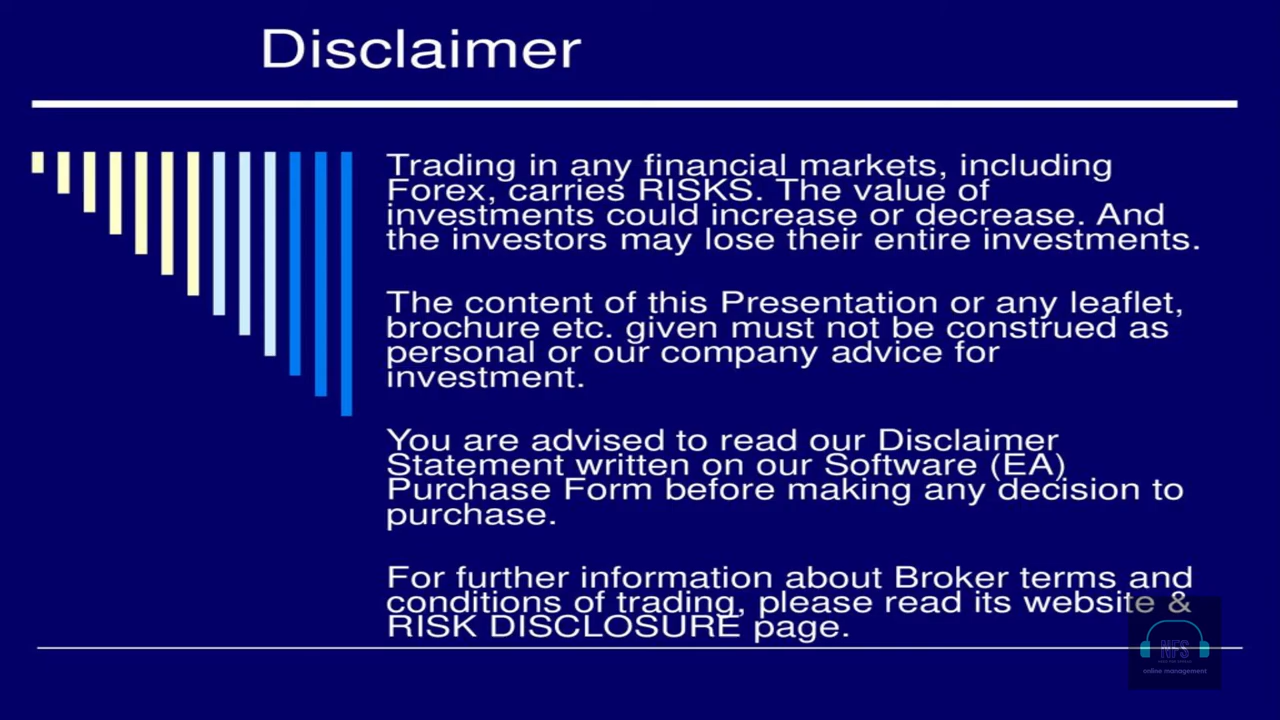 Disclaimer
Trading in any financial markets, including
Forex, carries RISKS. The value of
investments could increase or decrease. And
the investors may lose their entire investments.
The content of this Presentation or any leaflet,
brochure etc. given must not be construed as
personal or our company advice for
investment.
You are advised to read our Disclaimer
Statement written on our Software (EA)
Purchase Form before making any decision to
purchase.
For further information about Broker terms and
conditions of trading, please read its website &
RISK DISCLOSURE page.
NFS
online management